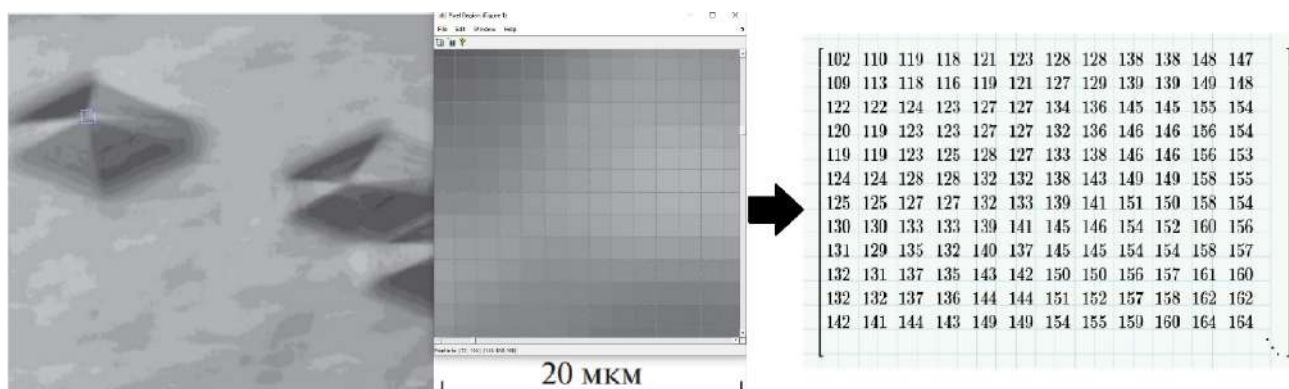 Pixel Region (Figure 1)
File Edit Window Help
20 мкм
102 110 119 118 121 123 128 128 138 138 148 147
109 113 118 116 119 121 127 129 139 139 149 148
122 122 124 123 127 127 134 136 145 145 155 154
120 119 123 123 127 127 132 136 146 146 156 154
119 119 123 125 128 127 133 138 146 146 156 153
124 124 128 128 132 132 138 143 149 149 158 155
125 125 127 127 132 133 139 141 151 150 158 154
130 130 133 133 139 141 145 146 154 152 160 156
131 129 135 132 140 137 145 145 154 154 158 157
132 131 137 135 143 142 150 150 156 157 161 160
132 132 137 136 144 144 151 152 157 158 162 162
142 141 144 143 149 149 154 155 159 160 164 164